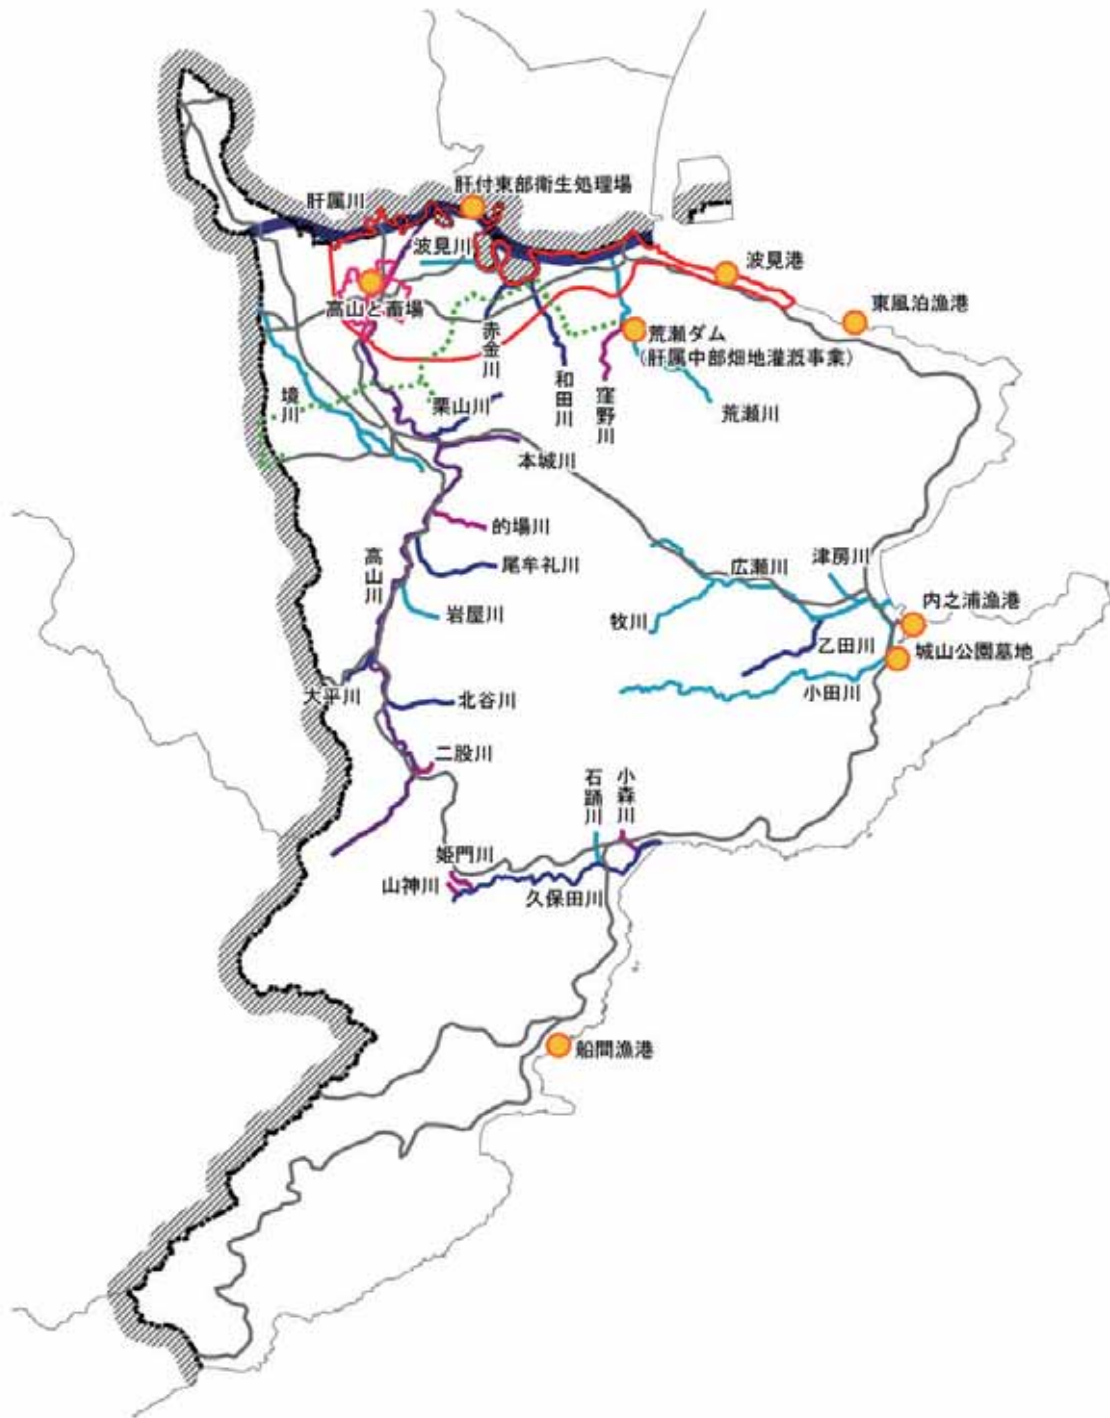 肝付東部衛生処理場
肝属川
波見川
波見港
高山と畜場
東風泊漁港
赤金川
荒瀬ダム
(肝属中部畑地灌漑事業)
和田川
窪野川
境川
栗山川
荒瀬川
本城川
的場川
高山川
尾牟礼川
津房川
広瀬川
内之浦漁港
岩屋川
牧川
乙田川
城山公園墓地
大平川
北谷川
小田川
二股川
石踊川
小森川
姫門川
山神川
久保田川
船間漁港